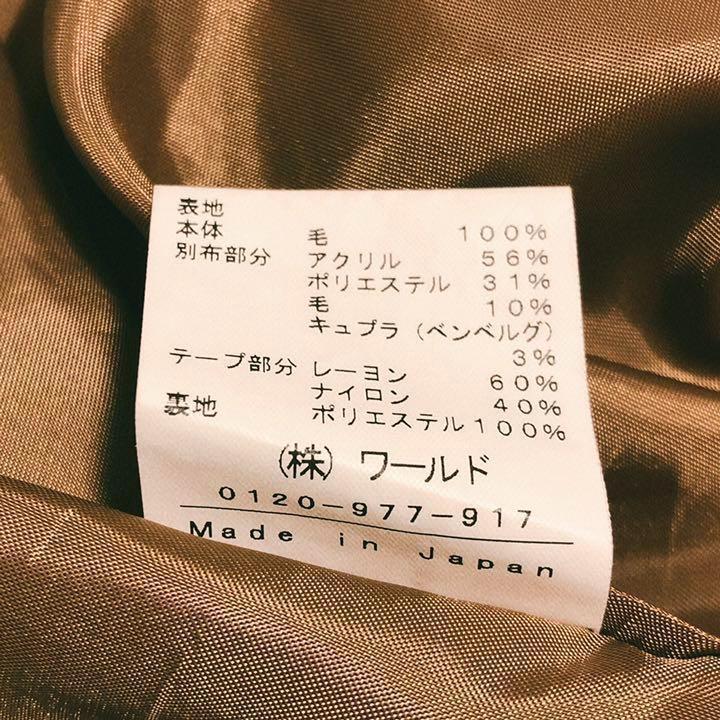 表地
本体 毛 100%
別布部分 アクリル 56%
ポリエステル 31%
毛 10%
キュプラ(ベンベルグ)
3%
テープ部分 レーヨン 60%
ナイロン 40%
裏地 ポリエステル100%
(株)ワールド
0120-977-917
Made in Japan